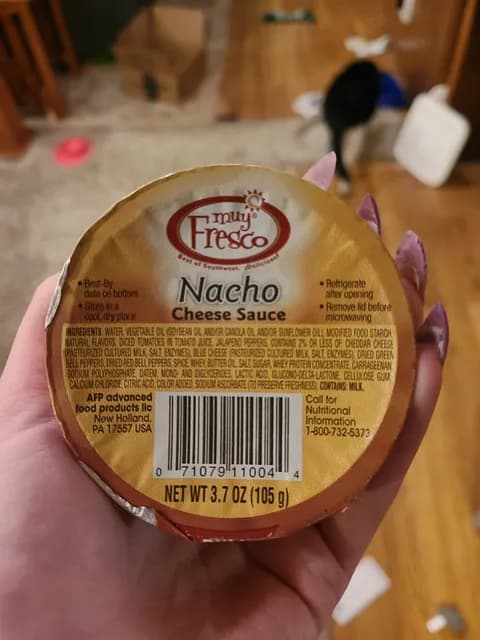 muy®
Fresco
Best of Southwest. ¡Delicioso!
Nacho
Cheese Sauce
• Best-By
date on bottom
• Store in a
cool, dry place
• Refrigerate
after opening
• Remove lid before
microwaving
INGREDIENTS: WATER, VEGETABLE OIL (SOYBEAN OIL AND/OR CANOLA OIL AND/OR SUNFLOWER OIL), MODIFIED FOOD STARCH,
NATURAL FLAVORS, DICED TOMATOES IN TOMATO JUICE, JALAPENO PEPPERS, CONTAINS 2% OR LESS OF: CHEDDAR CHEESE
(PASTEURIZED CULTURED MILK, SALT, ENZYMES), BLUE CHEESE (PASTEURIZED CULTURED MILK, SALT, ENZYMES), DRIED GREEN
BELL PEPPERS, DRIED RED BELL PEPPERS, SPICE, WHEY, BUTTER OIL, SALT, SUGAR, WHEY PROTEIN CONCENTRATE, CARRAGEENAN,
SODIUM POLYPHOSPHATE, DATEM, MONO- AND DIGLYCERIDES, LACTIC ACID, GLUCONO-DELTA-LACTONE, CELLULOSE GUM,
CALCIUM CHLORIDE, CITRIC ACID, COLOR ADDED, SODIUM ASCORBATE (TO PRESERVE FRESHNESS). CONTAINS: MILK.
AFP advanced
food products llc
New Holland,
PA 17557 USA
Call for
Nutritional
Information
1-800-732-5373
0 71079 11004 4
NET WT 3.7 OZ (105 g)